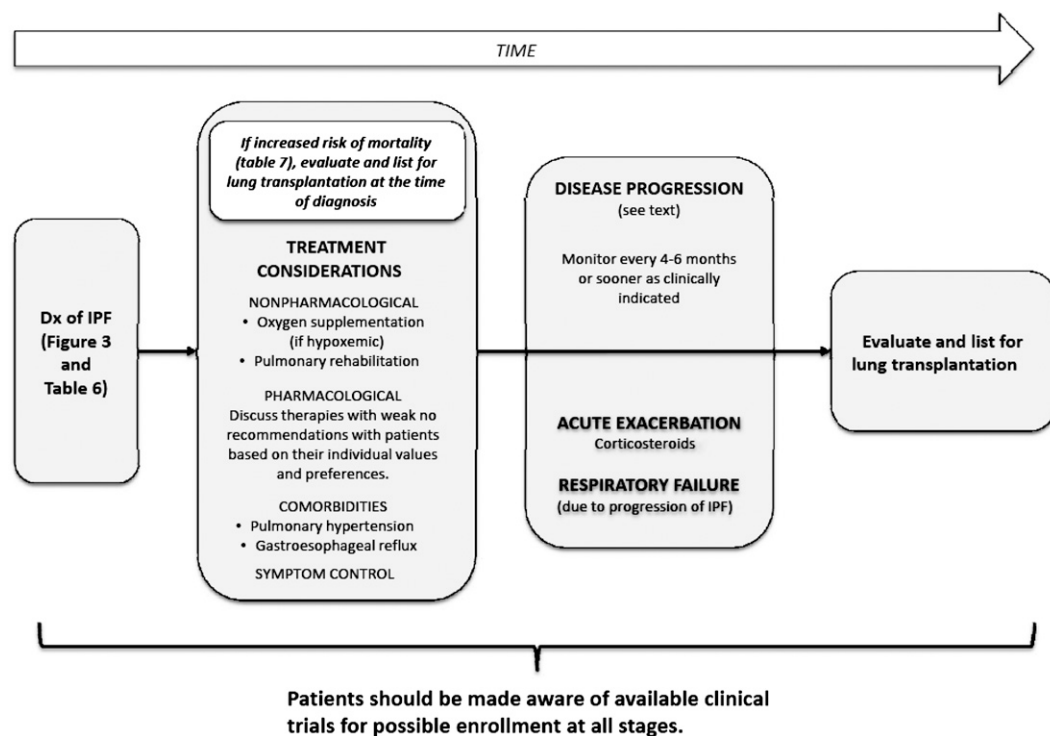 TIME
If increased risk of mortality
(table 7), evaluate and list for
lung transplantation at the time
of diagnosis
TREATMENT
CONSIDERATIONS
NONPHARMACOLOGICAL
• Oxygen supplementation
(if hypoxemic)
• Pulmonary rehabilitation
PHARMACOLOGICAL
Discuss therapies with weak no
recommendations with patients
based on their individual values
and preferences.
COMORBIDITIES
• Pulmonary hypertension
• Gastroesophageal reflux
SYMPTOM CONTROL
Dx of IPF
(Figure 3
and
Table 6)
DISEASE PROGRESSION
(see text)
Monitor every 4-6 months
or sooner as clinically
indicated
ACUTE EXACERBATION
Corticosteroids
RESPIRATORY FAILURE
(due to progression of IPF)
Evaluate and list for
lung transplantation
Patients should be made aware of available clinical
trials for possible enrollment at all stages.